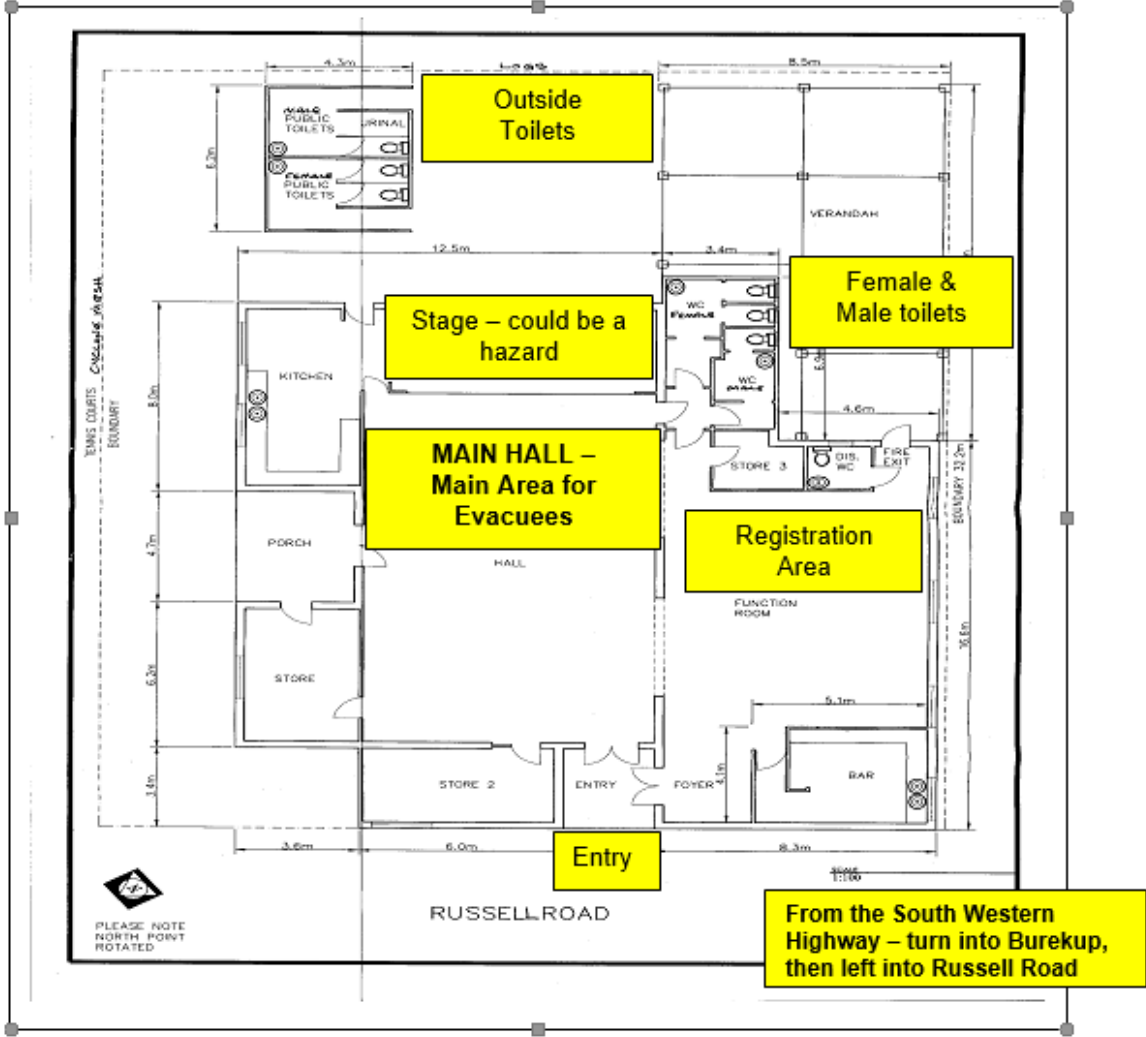 4.3m
8.5m
Outside
Toilets
MALE
PUBLIC
TOILETS
URINAL
FEMALE
PUBLIC
TOILETS
VERANDAH
12.5m
3.4m
Female &
Male toilets
Stage – could be a
hazard
WC
FEMALE
WC
MALE
KITCHEN
TENNIS COURTS
BOUNDARY
8.0m
6.9m
4.6m
MAIN HALL –
Main Area for
Evacuees
STORE 3
DIS.
WC
FIRE
EXIT
BOUNDARY 32.2m
Registration
Area
PORCH
4.7m
HALL
FUNCTION
ROOM
16.6m
STORE
6.2m
5.1m
STORE 2
ENTRY
FOYER
4.1m
BAR
3.4m
3.6m
6.0m
Entry
8.3m
SCALE
1:100
RUSSELL ROAD
PLEASE NOTE
NORTH POINT
ROTATED
From the South Western
Highway – turn into Burekup,
then left into Russell Road